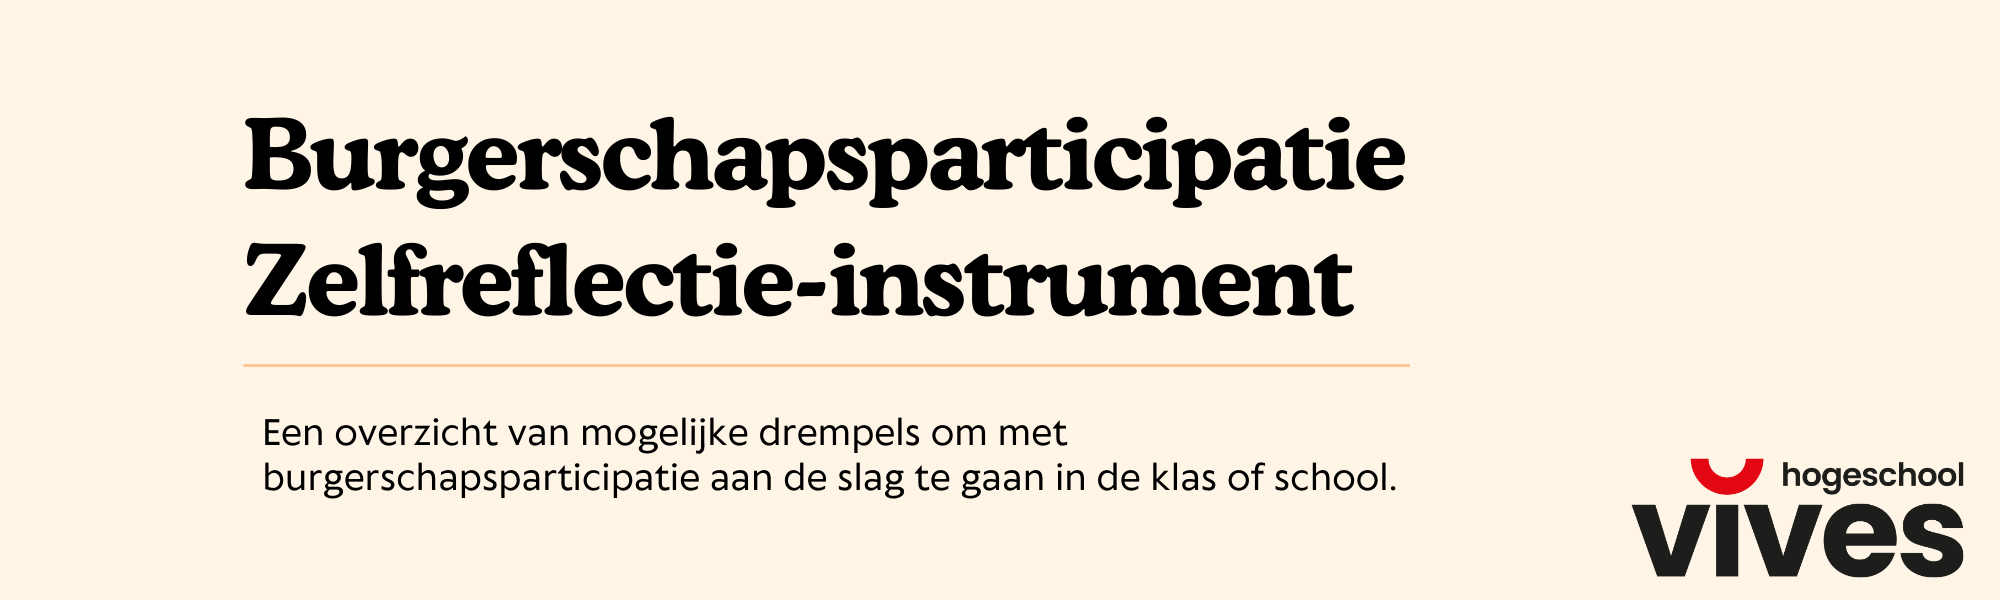 Burgerschapsparticipatie
Zelfreflectie-instrument
Een overzicht van mogelijke drempels om met
burgerschapsparticipatie aan de slag te gaan in de klas of school.
hogeschool
vives